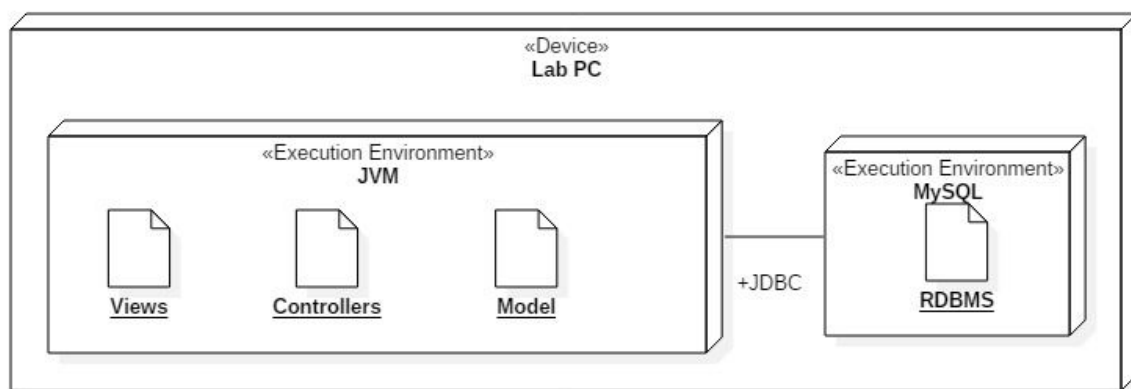 «Device»
Lab PC
«Execution Environment»
JVM
Views
Controllers
Model
+JDBC
«Execution Environment»
MySQL
RDBMS